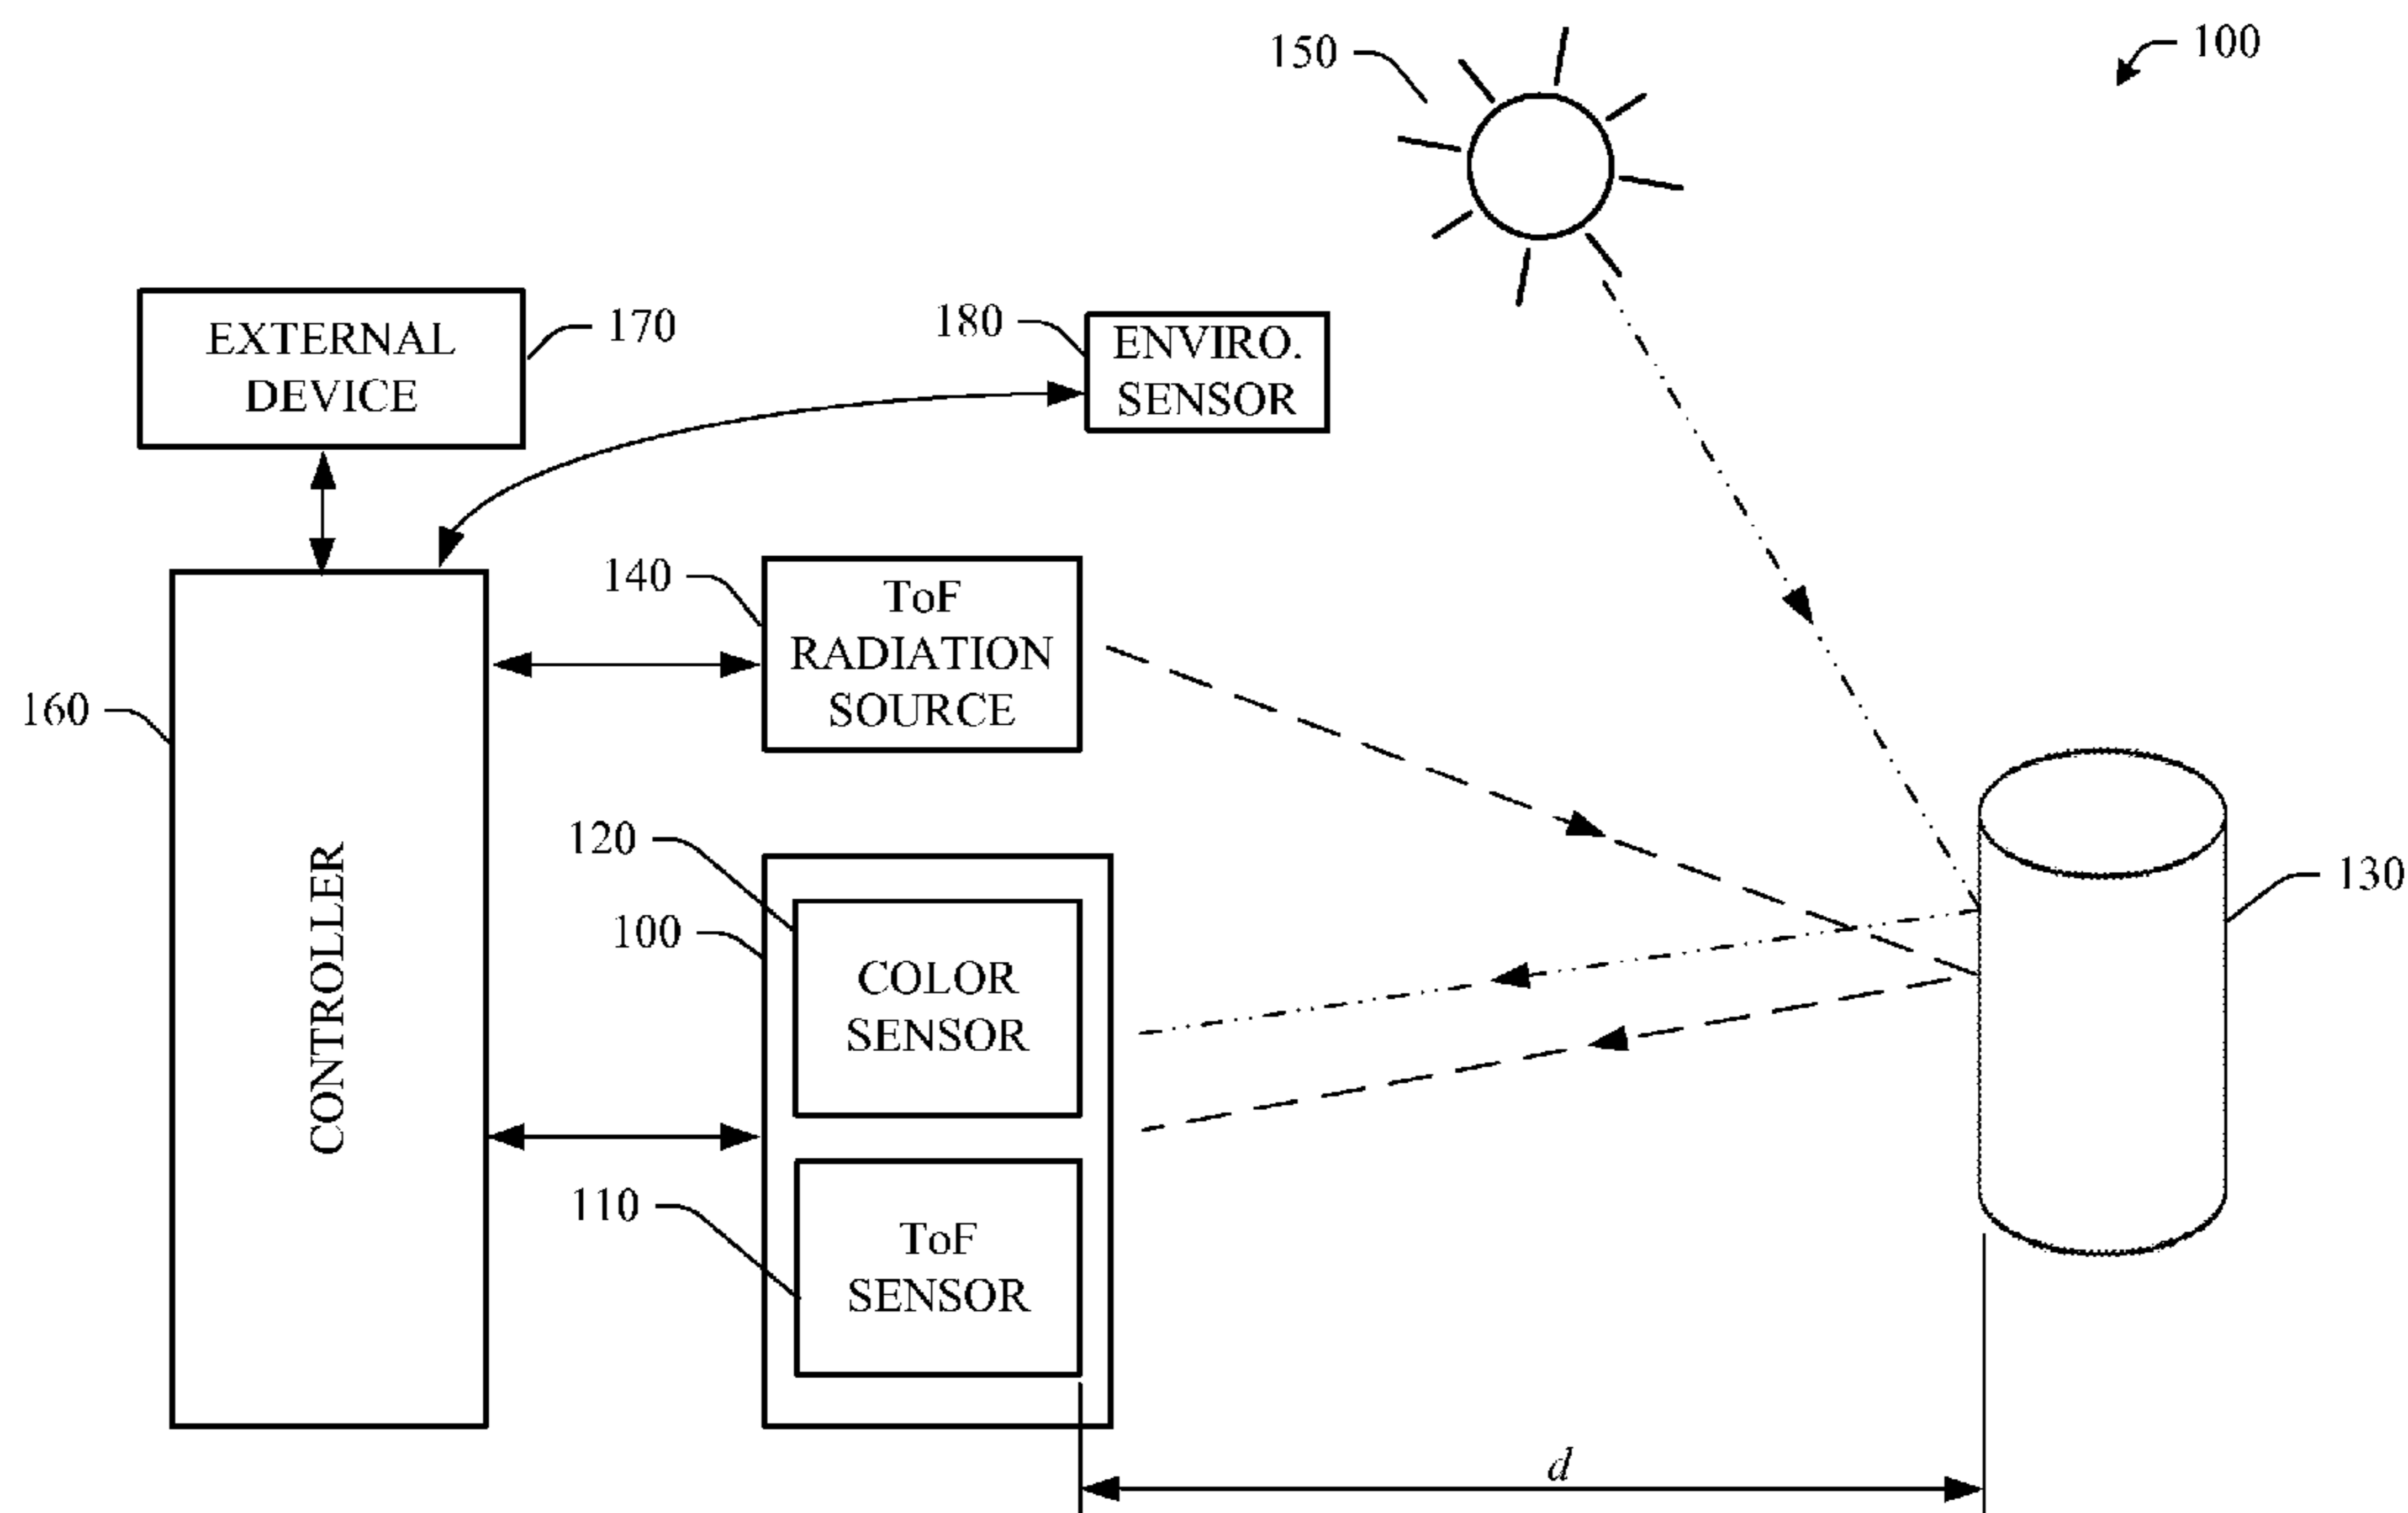 150
100
EXTERNAL
DEVICE
170
180
ENVIRO.
SENSOR
140
ToF
RADIATION
SOURCE
160
CONTROLLER
120
100
COLOR
SENSOR
130
110
ToF
SENSOR
d